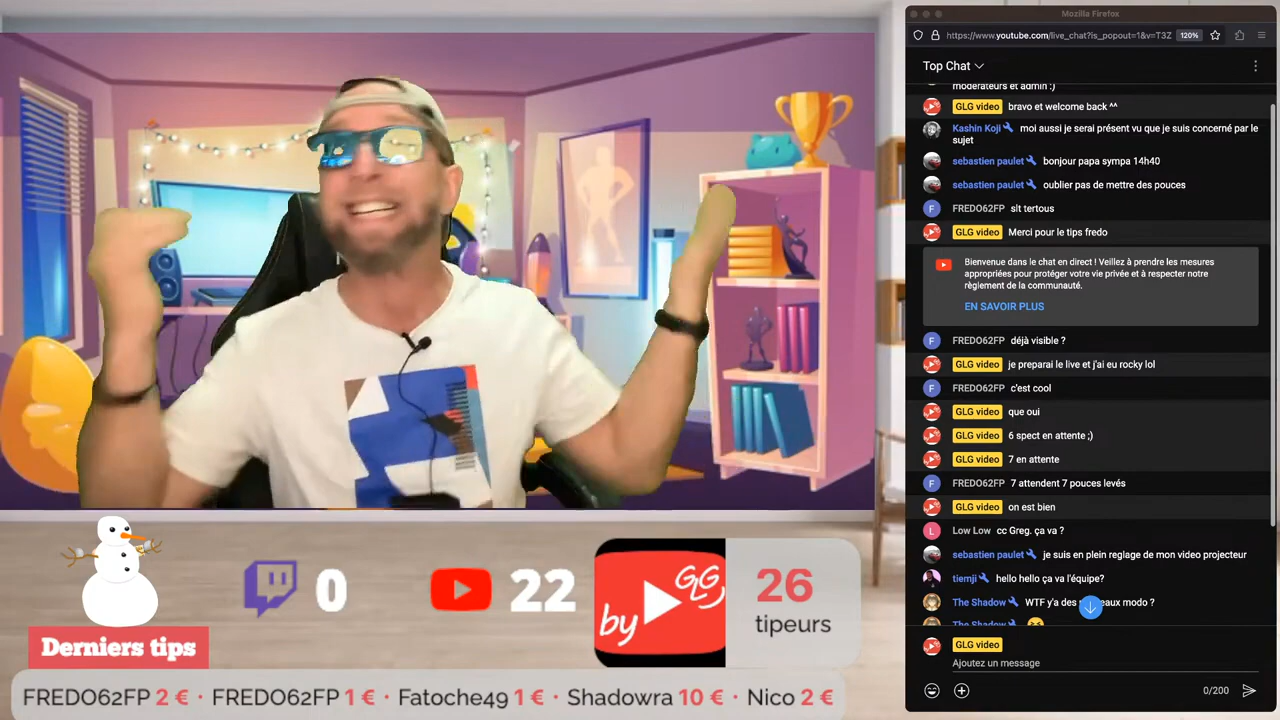 Mozilla Firefox
https://www.youtube.com/live_chat?is_popout=1&v=T3Z 120%
Top Chat
modérateurs et admin :)
GLG video bravo et welcome back ^^
Kashin Koji moi aussi je serai présent vu que je suis concerné par le
sujet
sebastien paulet bonjour papa sympa 14h40
sebastien paulet oublier pas de mettre des pouces
FREDO62FP slt tertous
GLG video Merci pour le tips fredo
Bienvenue dans le chat en direct ! Veillez à prendre les mesures
appropriées pour protéger votre vie privée et à respecter notre
règlement de la communauté.
EN SAVOIR PLUS
FREDO62FP déjà visible ?
GLG video je preparai le live et j'ai eu rocky lol
FREDO62FP c'est cool
GLG video que oui
GLG video 6 spect en attente ;)
GLG video 7 en attente
FREDO62FP 7 attendent 7 pouces levés
GLG video on est bien
Low Low cc Greg. ça va ?
sebastien paulet je suis en plein reglage de mon video projecteur
tiemji hello hello ça va l'équipe?
The Shadow WTF y'a des eaux modo ?
The Shadow
GLG video
Ajoutez un message
0/200
0
22
by GLG
26
tipeurs
Derniers tips
FREDO62FP 2 € · FREDO62FP 1 € · Fatoche49 1 € · Shadowra 10 € · Nico 2 €